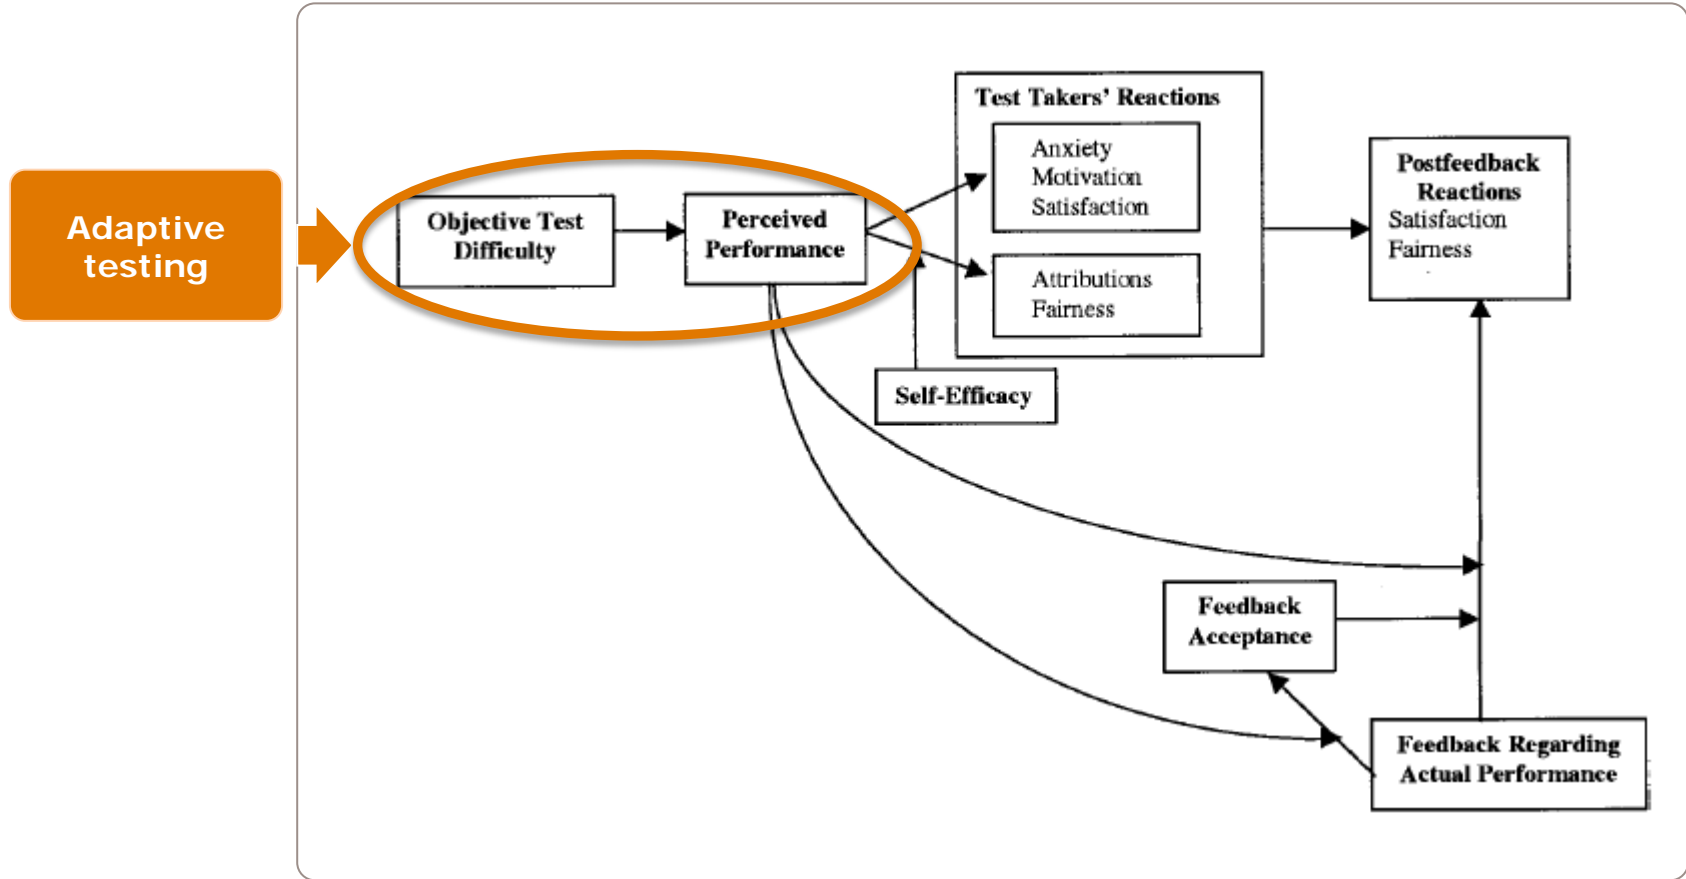 Adaptive
testing
Objective Test
Difficulty
Perceived
Performance
Test Takers' Reactions
Anxiety
Motivation
Satisfaction
Attributions
Fairness
Self-Efficacy
Postfeedback
Reactions
Satisfaction
Fairness
Feedback
Acceptance
Feedback Regarding
Actual Performance